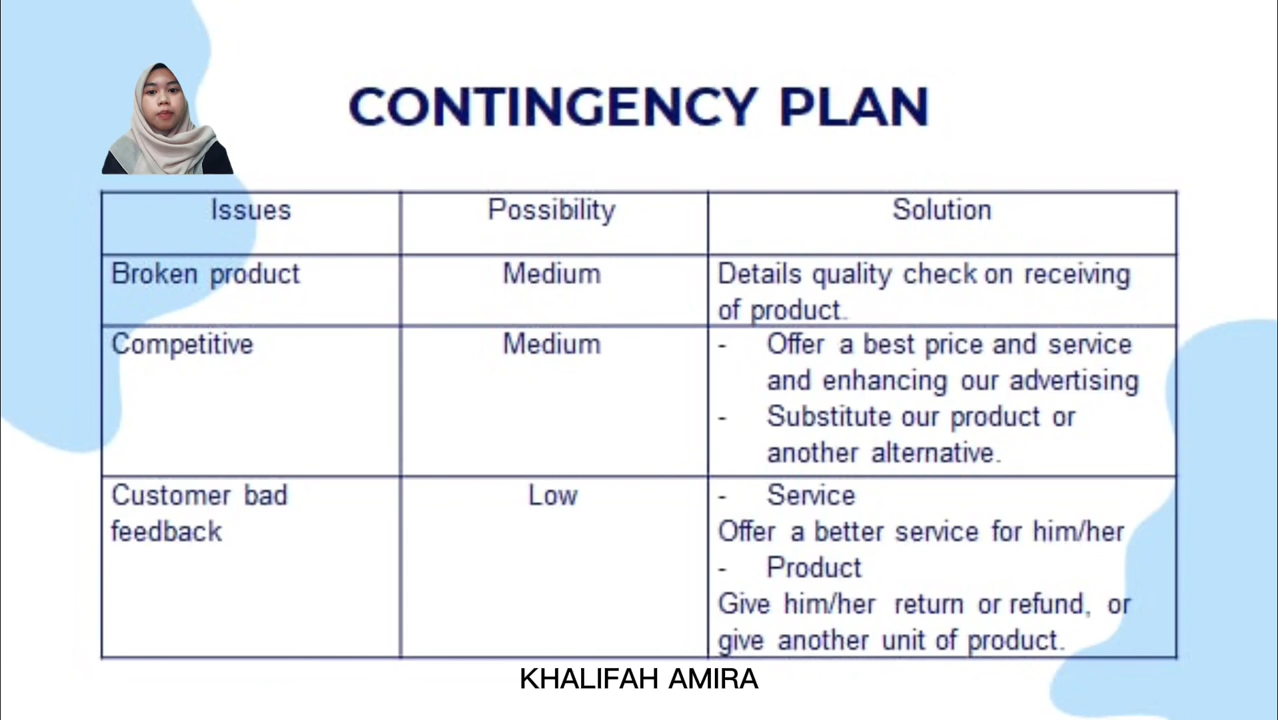 CONTINGENCY PLAN
Issues
Possibility
Solution
Broken product
Medium
Details quality check on receiving
of product.
Competitive
Medium
- Offer a best price and service
and enhancing our advertising
- Substitute our product or
another alternative.
Customer bad
feedback
Low
- Service
Offer a better service for him/her
- Product
Give him/her return or refund, or
give another unit of product.
KHALIFAH AMIRA